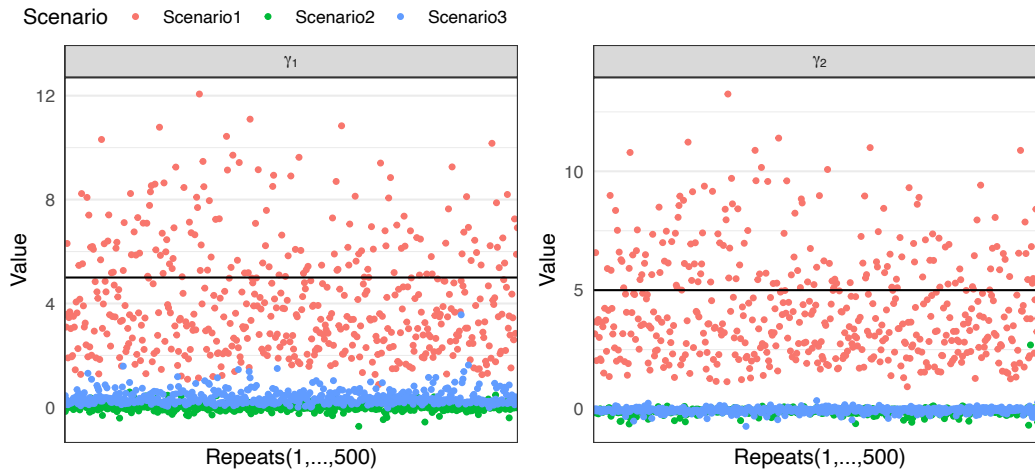 Scenario Scenario1 Scenario2 Scenario3
γ1
Value
12
8
4
0
Repeats(1,...,500)
γ2
Value
10
5
0
Repeats(1,...,500)